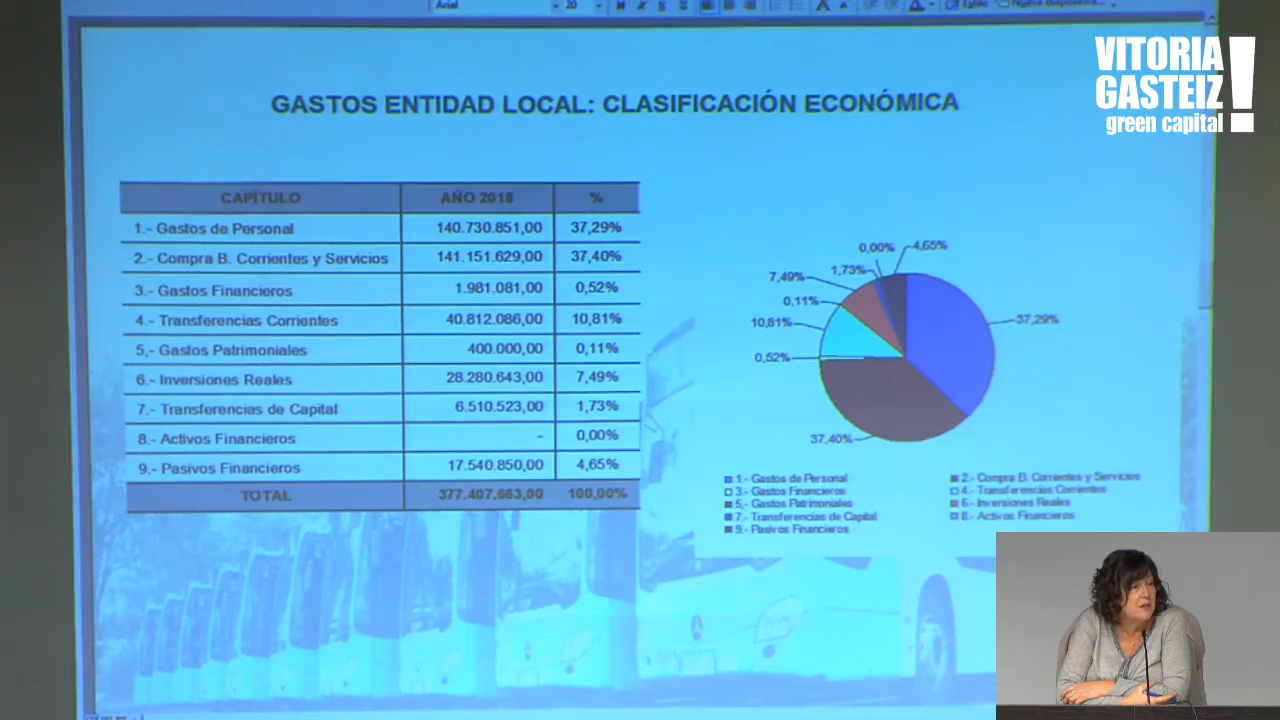 Arial 20
VITORIA
GASTEIZ
green capital
!
GASTOS ENTIDAD LOCAL: CLASIFICACIÓN ECONÓMICA
CAPÍTULO AÑO 2018 %
1.- Gastos de Personal 140.730.851,00 37,29%
2.- Compra B. Corrientes y Servicios 141.151.629,00 37,40%
3.- Gastos Financieros 1.981.081,00 0,52%
4.- Transferencias Corrientes 40.812.086,00 10,81%
5,- Gastos Patrimoniales 400.000,00 0,11%
6.- Inversiones Reales 28.280.643,00 7,49%
7.- Transferencias de Capital 6.510.523,00 1,73%
8.- Activos Financieros - 0,00%
9.- Pasivos Financieros 17.540.850,00 4,65%
TOTAL 377.407.663,00 100,00%
0,00% 4,65%
1,73%
7,49%
0,11%
10,81% 37,29%
0,52%
37,40%
1.- Gastos de Personal 2.- Compra B. Corrientes y Servicios
3.- Gastos Financieros 4.- Transferencias Corrientes
5,- Gastos Patrimoniales 6.- Inversiones Reales
7.- Transferencias de Capital 8.- Activos Financieros
9.- Pasivos Financieros